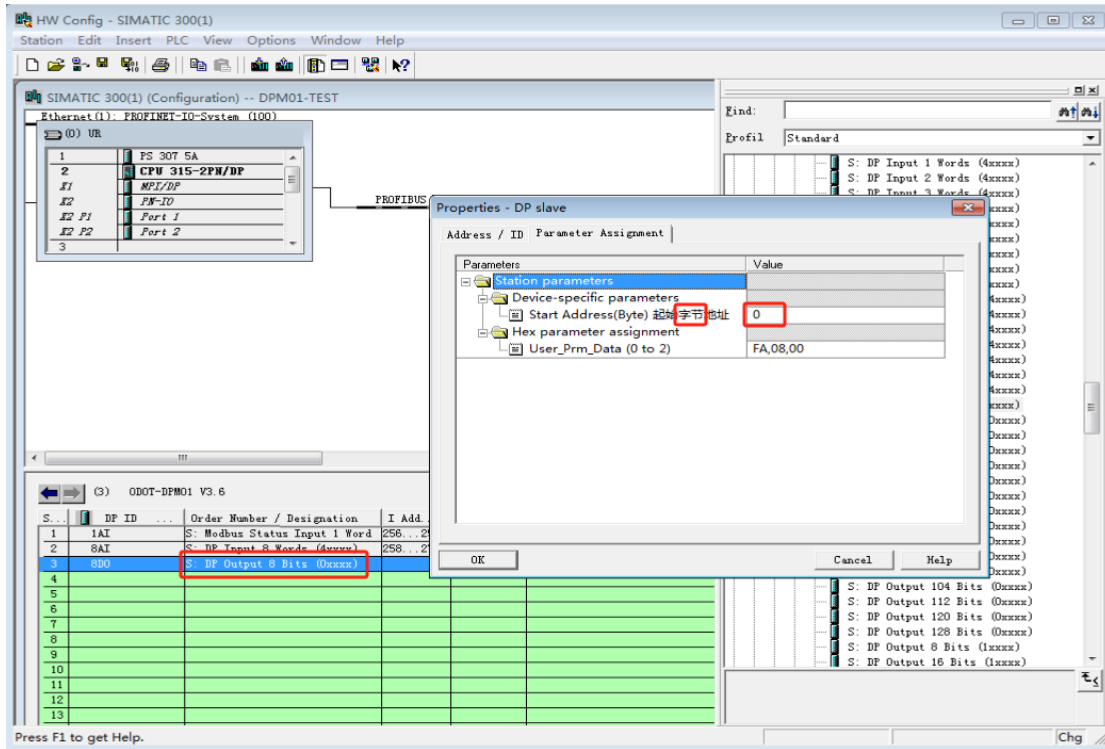 HW Config - SIMATIC 300(1)
Station Edit Insert PLC View Options Window Help
SIMATIC 300(1) (Configuration) -- DPM01-TEST
Ethernet(1): PROFINET-IO-System (100)
(0) UR
1 PS 307 5A
2 CPU 315-2PN/DP
X1 MPI/DP
X2 PN-IO
X2 P1 Port 1
X2 P2 Port 2
3
PROFIBUS
Find:
Profil Standard
S: DP Input 1 Words (4xxxx)
S: DP Input 2 Words (4xxxx)
S: DP Input 3 Words (4xxxx)
Properties - DP slave
Address / ID Parameter Assignment
Parameters Value
Station parameters
Device-specific parameters
Start Address(Byte) 起始字节地址 0
Hex parameter assignment
User_Prm_Data (0 to 2) FA,08,00
OK Cancel Help
S: DP Output 104 Bits (0xxxx)
S: DP Output 112 Bits (0xxxx)
S: DP Output 120 Bits (0xxxx)
S: DP Output 128 Bits (0xxxx)
S: DP Output 8 Bits (1xxxx)
S: DP Output 16 Bits (1xxxx)
(3) ODOT-DPM01 V3.6
S... DP ID ... Order Number / Designation I Add.
1 1AI S: Modbus Status Input 1 Word 256...2
2 8AI S: DP Input 8 Words (4xxxx) 258...2
3 8DO S: DP Output 8 Bits (0xxxx)
4
5
6
7
8
9
10
11
12
13
Press F1 to get Help.
Chg